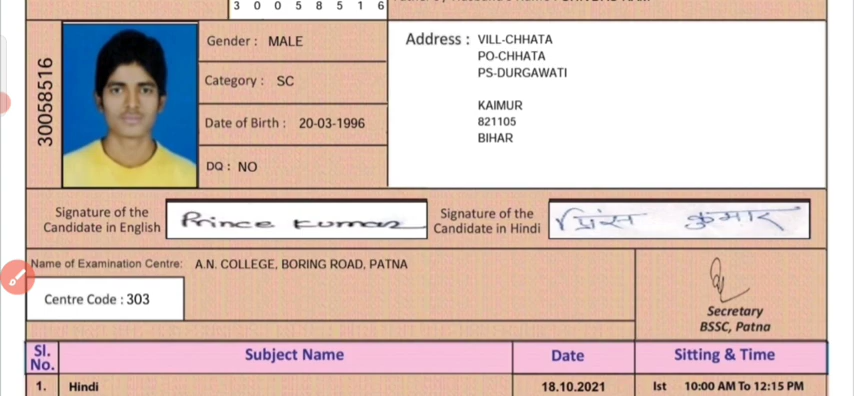 3 0 0 5 8 5 1 6
30058516
Gender : MALE
Category : SC
Date of Birth : 20-03-1996
DQ : NO
Address : VILL-CHHATA
PO-CHHATA
PS-DURGAWATI
KAIMUR
821105
BIHAR
Signature of the
Candidate in English
Prince Kumar
Signature of the
Candidate in Hindi
प्रिंस कुमार
Name of Examination Centre: A.N. COLLEGE, BORING ROAD, PATNA
Centre Code : 303
Secretary
BSSC, Patna
Sl. No. Subject Name Date Sitting & Time
1. Hindi 18.10.2021 Ist 10:00 AM To 12:15 PM